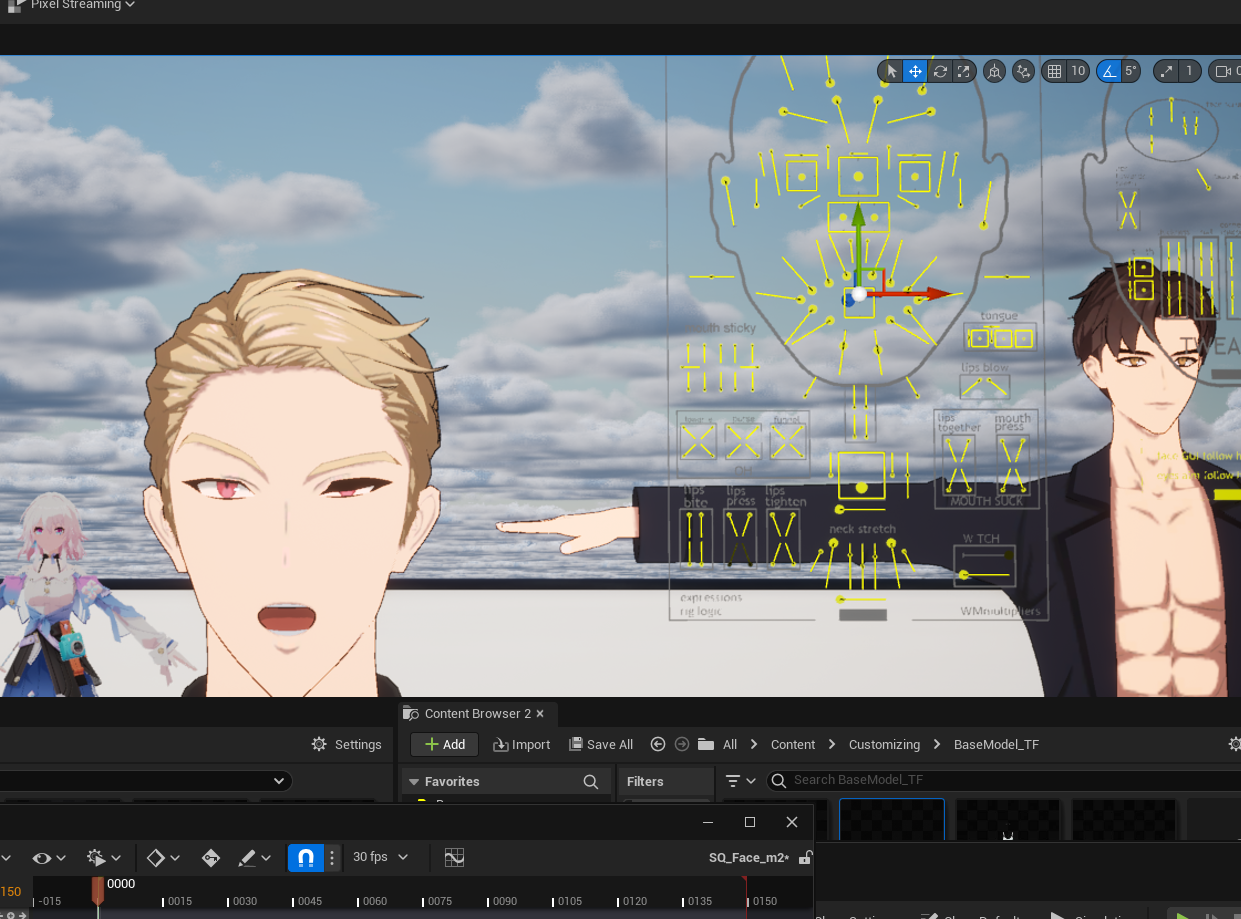 Pixel Streaming
10
5°
1
mouth sticky
tongue
lips blow
lips
together
mouth
press
MOUTH SUCK
funnel
OH
lips
bite
lips
press
lips
tighten
neck stretch
expressions
rig logic
Content Browser 2
Settings
Add
Import
Save All
All
Content
Customizing
BaseModel_TF
Favorites
Filters
Search BaseModel_TF
30 fps
SQ_Face_m2*
150
-015
0000
0015
0030
0045
0060
0075
0090
0105
0120
0135
0150